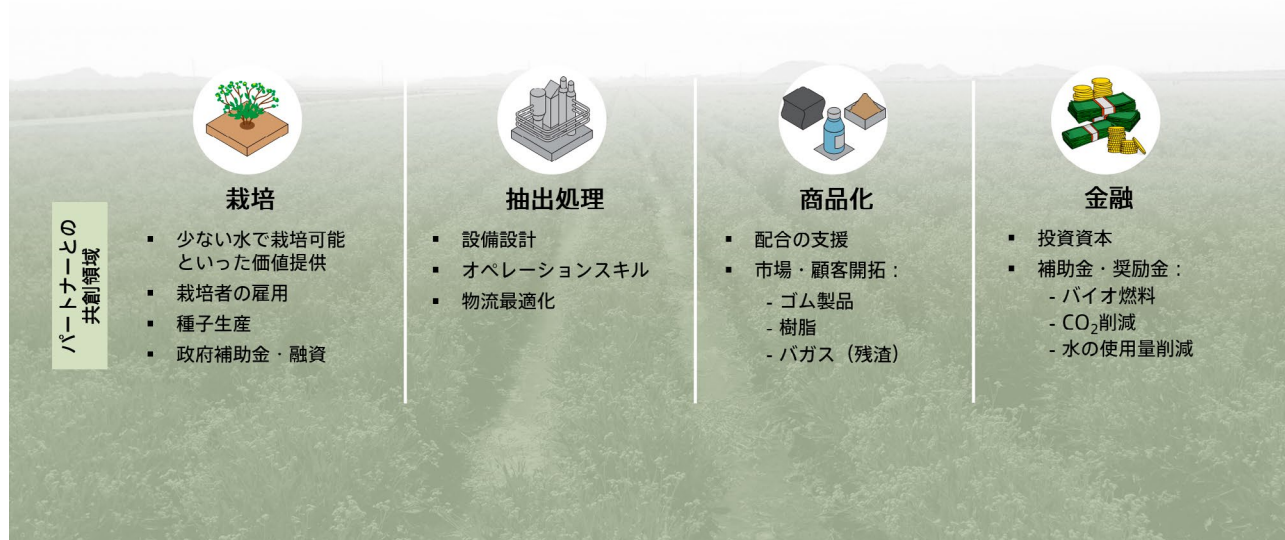 パートナーとの
共創領域
栽培
▪ 少ない水で栽培可能
といった価値提供
▪ 栽培者の雇用
▪ 種子生産
▪ 政府補助金・融資
抽出処理
▪ 設備設計
▪ オペレーションスキル
▪ 物流最適化
商品化
▪ 配合の支援
▪ 市場・顧客開拓：
- ゴム製品
- 樹脂
- バガス（残渣）
金融
▪ 投資資本
▪ 補助金・奨励金：
- バイオ燃料
- CO₂削減
- 水の使用量削減